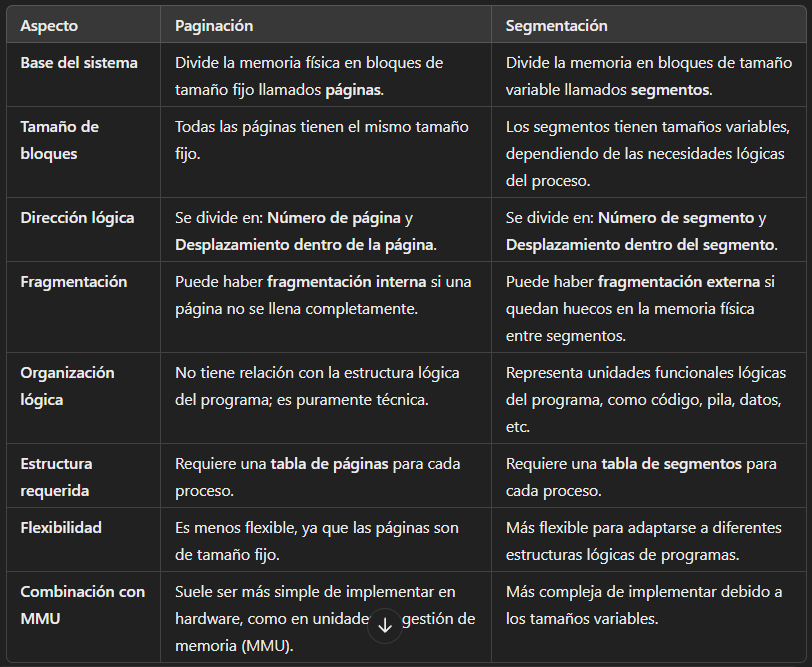 Aspecto Paginación Segmentación
Base del sistema
Divide la memoria física en bloques de
tamaño fijo llamados páginas.
Divide la memoria en bloques de tamaño
variable llamados segmentos.
Tamaño de
bloques
Todas las páginas tienen el mismo tamaño
fijo.
Los segmentos tienen tamaños variables,
dependiendo de las necesidades lógicas
del proceso.
Dirección lógica
Se divide en: Número de página y
Desplazamiento dentro de la página.
Se divide en: Número de segmento y
Desplazamiento dentro del segmento.
Fragmentación
Puede haber fragmentación interna si una
página no se llena completamente.
Puede haber fragmentación externa si
quedan huecos en la memoria física
entre segmentos.
Organización
lógica
No tiene relación con la estructura lógica
del programa; es puramente técnica.
Representa unidades funcionales lógicas
del programa, como código, pila, datos,
etc.
Estructura
requerida
Requiere una tabla de páginas para cada
proceso.
Requiere una tabla de segmentos para
cada proceso.
Flexibilidad
Es menos flexible, ya que las páginas son
de tamaño fijo.
Más flexible para adaptarse a diferentes
estructuras lógicas de programas.
Combinación con
MMU
Suele ser más simple de implementar en
hardware, como en unidade gestión de
memoria (MMU).
Más compleja de implementar debido a
los tamaños variables.